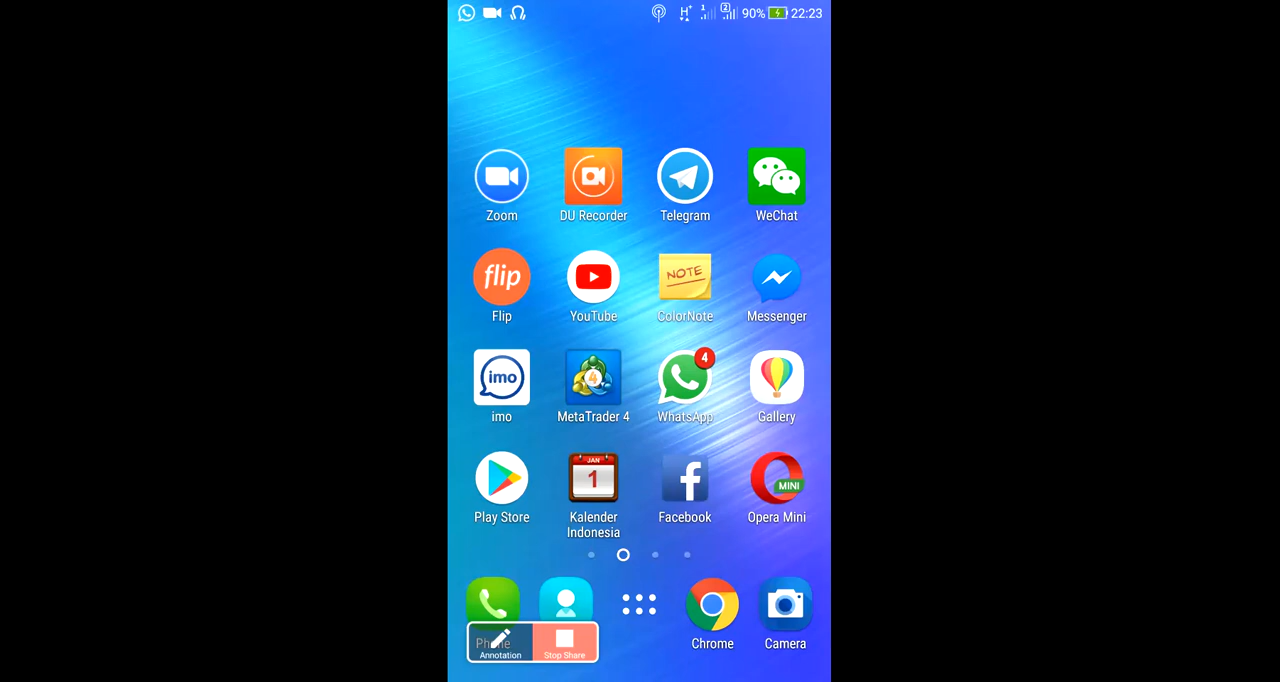 1 2 90% 22:23
Zoom DU Recorder Telegram WeChat
flip NOTE
Flip YouTube ColorNote Messenger
imo 4 4
imo MetaTrader 4 WhatsApp Gallery
JAN
1 MINI
Play Store Kalender Indonesia Facebook Opera Mini
Phone Chrome Camera
Annotation Stop Share